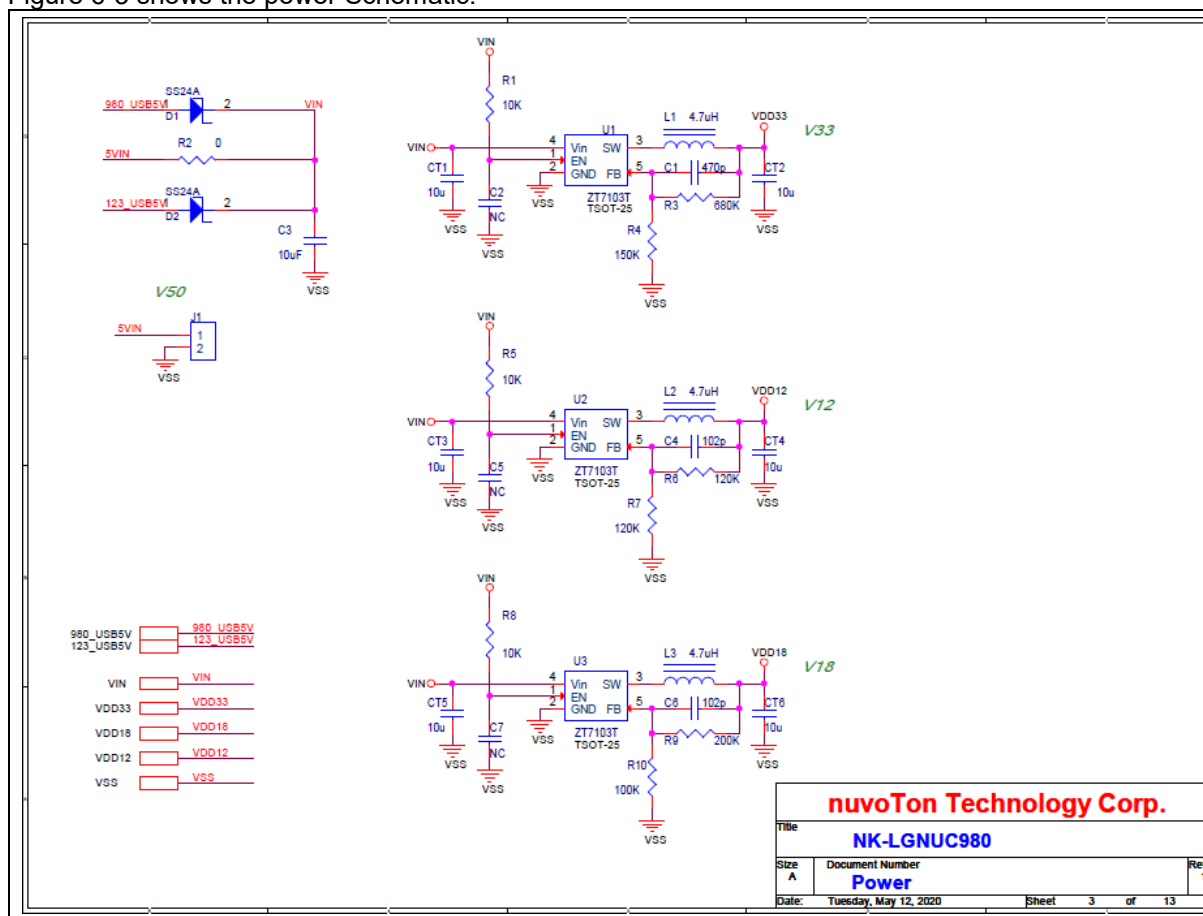 Figure 6-3 shows the power Schematic.
SS24A
980_USB5V 1 2 VIN
D1
R2 0
5VIN
SS24A
123_USB5V 1 2
D2
C3
10uF
VSS
V50
J1
5VIN
1
2
VSS
VIN
R1
10K
VIN
CT1
10u
VSS
C2
NC
VSS
4 Vin SW 3
1 EN
2 GND FB 5
VSS
U1
ZT7103T
TSOT-25
L1 4.7uH
C1 470p
R3 680K
R4
150K
VSS
VDD33
V33
CT2
10u
VSS
VIN
R5
10K
VIN
CT3
10u
VSS
C5
NC
VSS
4 Vin SW 3
1 EN
2 GND FB 5
VSS
U2
ZT7103T
TSOT-25
L2 4.7uH
C4 102p
R6 120K
R7
120K
VSS
VDD12
V12
CT4
10u
VSS
VIN
R8
10K
VIN
CT5
10u
VSS
C7
NC
VSS
4 Vin SW 3
1 EN
2 GND FB 5
VSS
U3
ZT7103T
TSOT-25
L3 4.7uH
C6 102p
R9 200K
R10
100K
VSS
VDD18
V18
CT6
10u
VSS
980_USB5V 980_USB5V
123_USB5V 123_USB5V
VIN VIN
VDD33 VDD33
VDD18 VDD18
VDD12 VDD12
VSS VSS
nuvoTon Technology Corp.
Title
NK-LGNUC980
Size Document Number Re
A Power
Date: Tuesday, May 12, 2020 Sheet 3 of 13